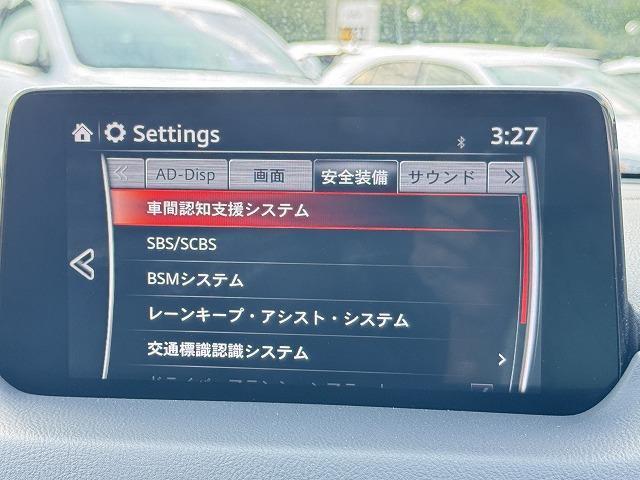 Settings 3:27
AD-Disp 画面 安全装備 サウンド
車間認知支援システム
SBS/SCBS
BSMシステム
レーンキープ・アシスト・システム
交通標識認識システム